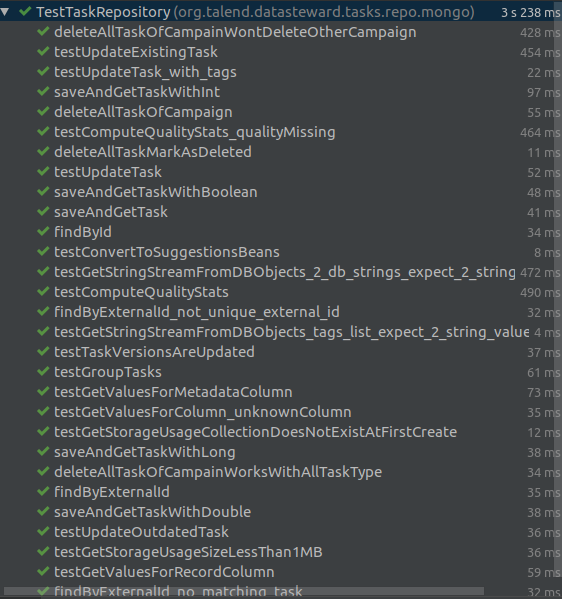 TestTaskRepository (org.talend.datasteward.tasks.repo.mongo) 3 s 238 ms
deleteAllTaskOfCampainWontDeleteOtherCampaign 428 ms
testUpdateExistingTask 454 ms
testUpdateTask_with_tags 22 ms
saveAndGetTaskWithInt 97 ms
deleteAllTaskOfCampaign 55 ms
testComputeQualityStats_qualityMissing 464 ms
deleteAllTaskMarkAsDeleted 11 ms
testUpdateTask 52 ms
saveAndGetTaskWithBoolean 48 ms
saveAndGetTask 41 ms
findById 34 ms
testConvertToSuggestionsBeans 8 ms
testGetStringStreamFromDBObjects_2_db_strings_expect_2_string 472 ms
testComputeQualityStats 490 ms
findByExternalId_not_unique_external_id 32 ms
testGetStringStreamFromDBObjects_tags_list_expect_2_string_value 4 ms
testTaskVersionsAreUpdated 37 ms
testGroupTasks 61 ms
testGetValuesForMetadataColumn 73 ms
testGetValuesForColumn_unknownColumn 35 ms
testGetStorageUsageCollectionDoesNotExistAtFirstCreate 12 ms
saveAndGetTaskWithLong 38 ms
deleteAllTaskOfCampainWorksWithAllTaskType 34 ms
findByExternalId 35 ms
saveAndGetTaskWithDouble 38 ms
testUpdateOutdatedTask 36 ms
testGetStorageUsageSizeLessThan1MB 36 ms
testGetValuesForRecordColumn 59 ms
findByExternalId_no_matching_task 32 ms